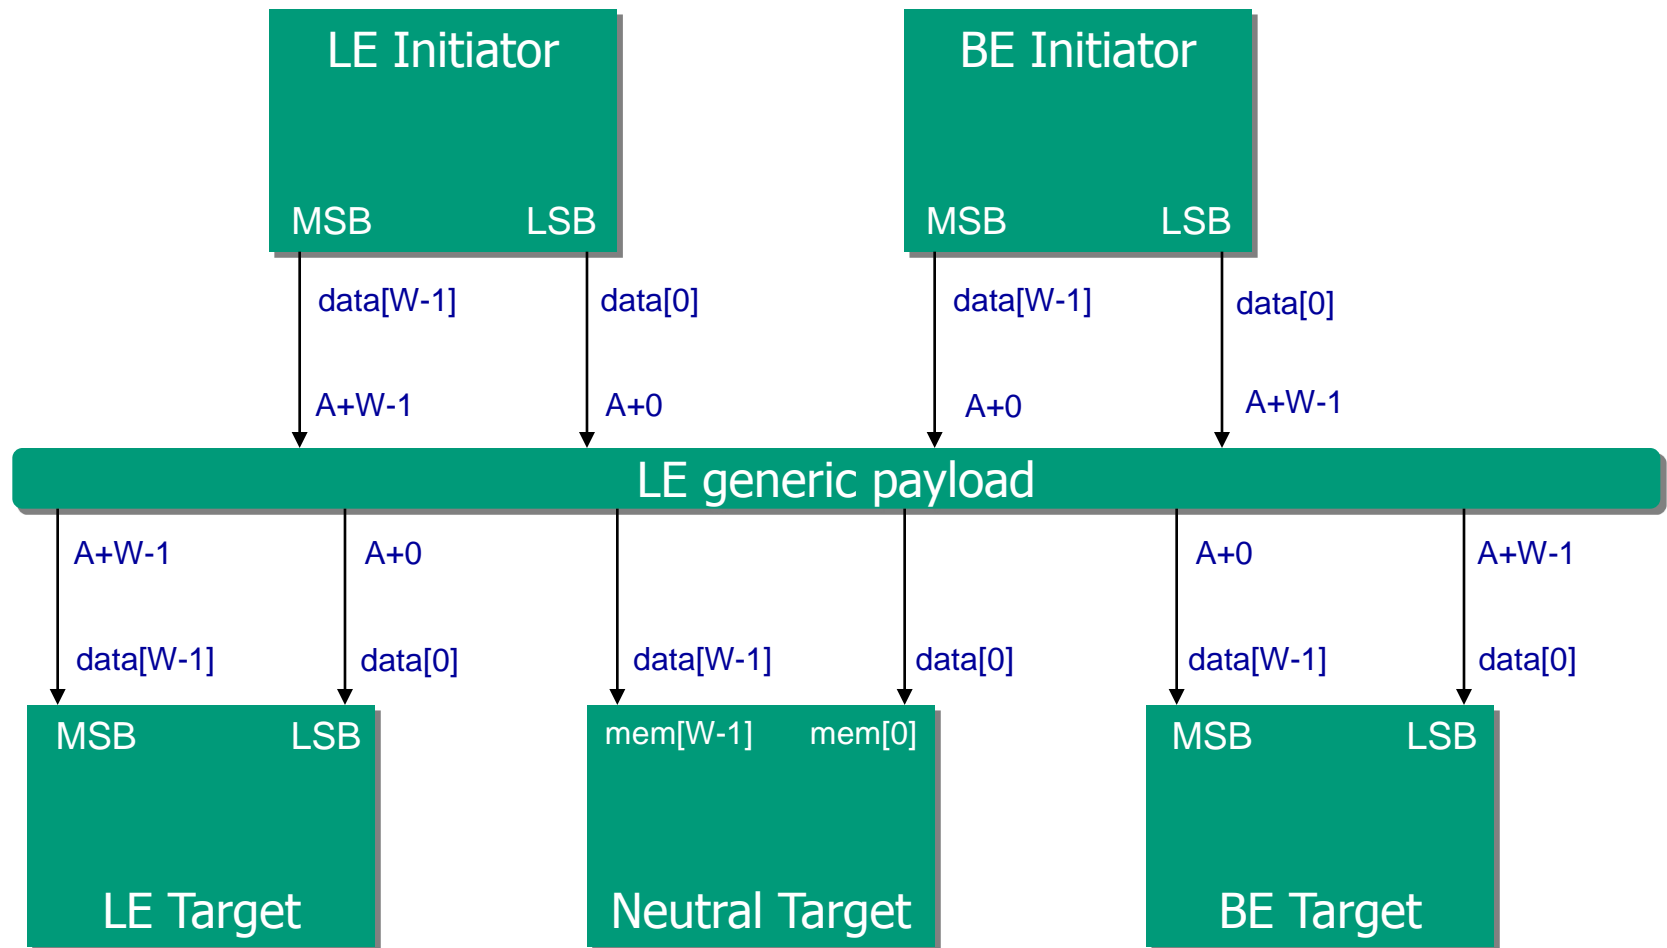 LE Initiator
BE Initiator
MSB LSB
MSB LSB
data[W-1] data[0]
data[W-1] data[0]
A+W-1 A+0
A+0 A+W-1
LE generic payload
A+W-1 A+0
A+0 A+W-1
data[W-1] data[0]
data[W-1] data[0]
data[W-1] data[0]
MSB LSB
mem[W-1] mem[0]
MSB LSB
LE Target
Neutral Target
BE Target